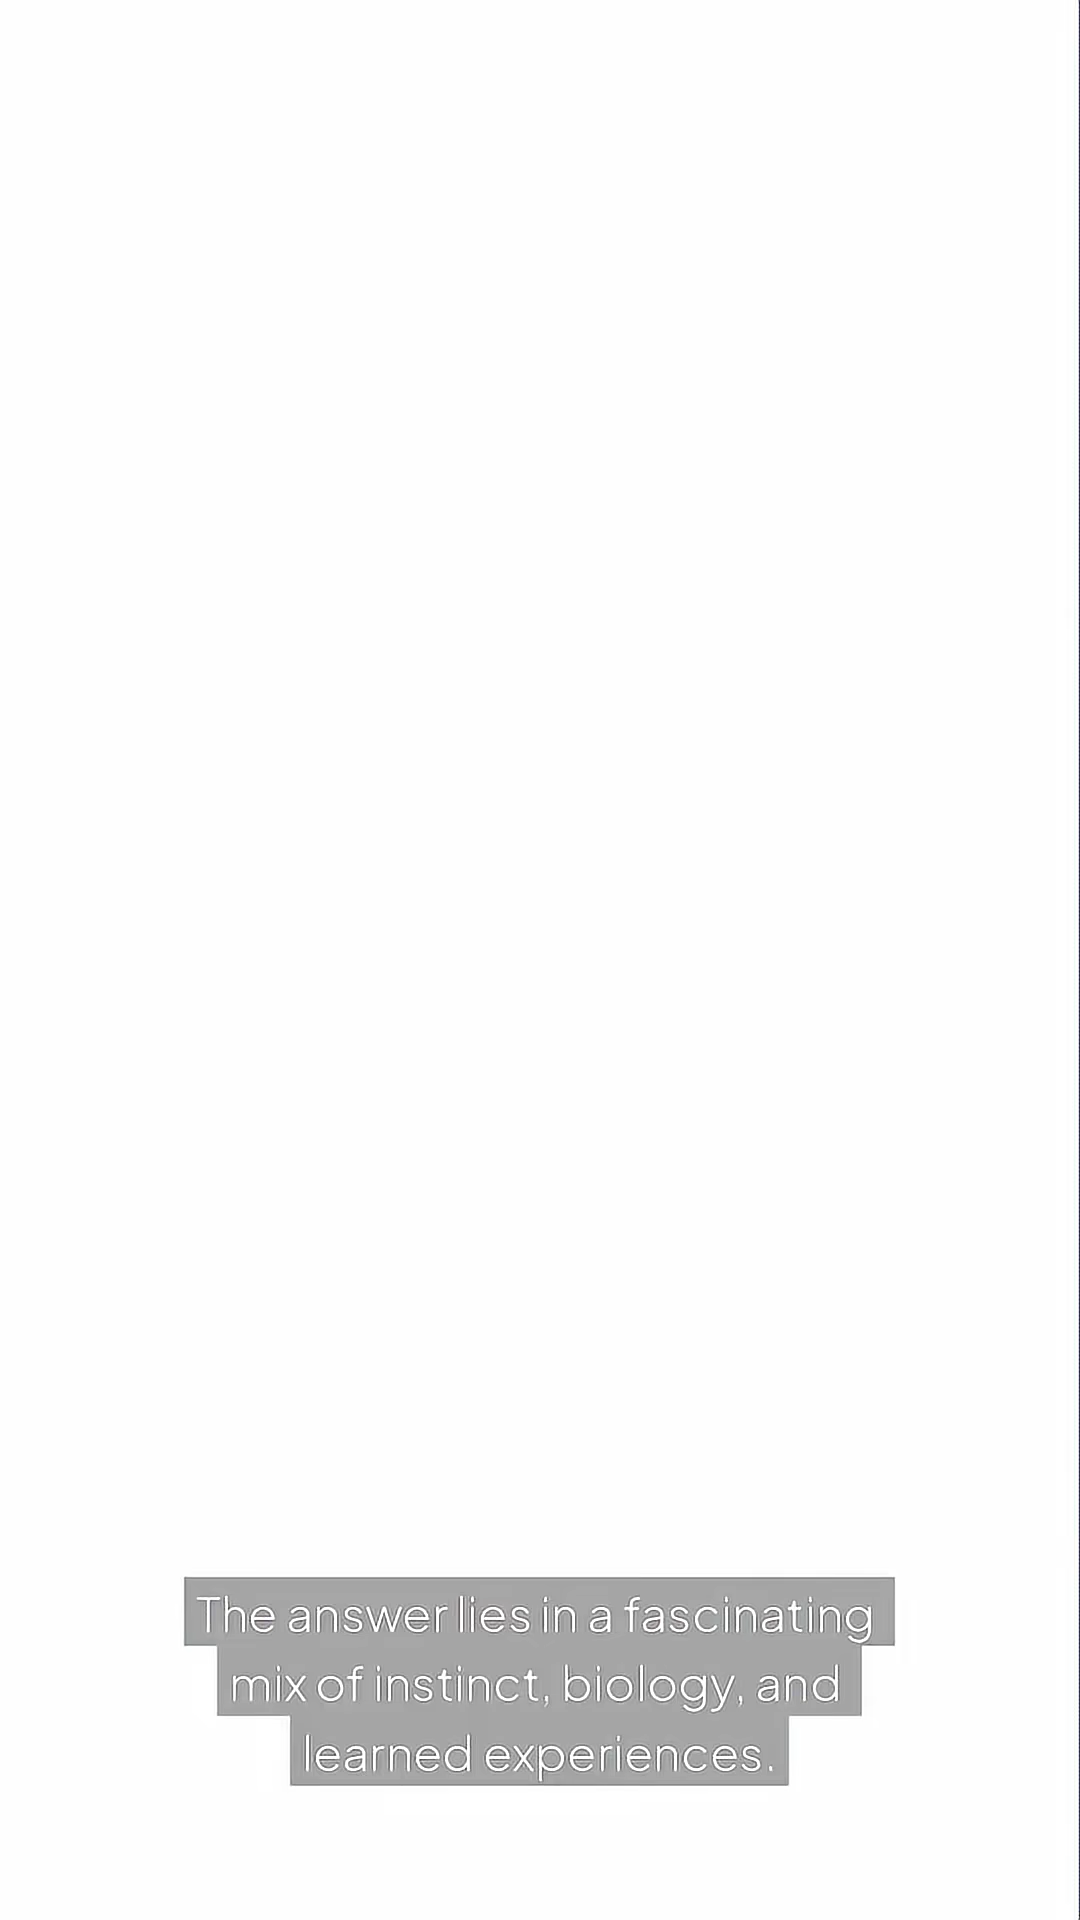 The answer lies in a fascinating
mix of instinct, biology, and
learned experiences.